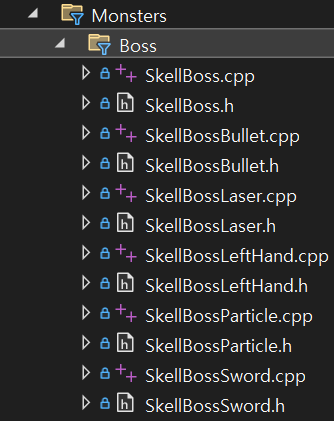 Monsters
Boss
SkellBoss.cpp
SkellBoss.h
SkellBossBullet.cpp
SkellBossBullet.h
SkellBossLaser.cpp
SkellBossLaser.h
SkellBossLeftHand.cpp
SkellBossLeftHand.h
SkellBossParticle.cpp
SkellBossParticle.h
SkellBossSword.cpp
SkellBossSword.h